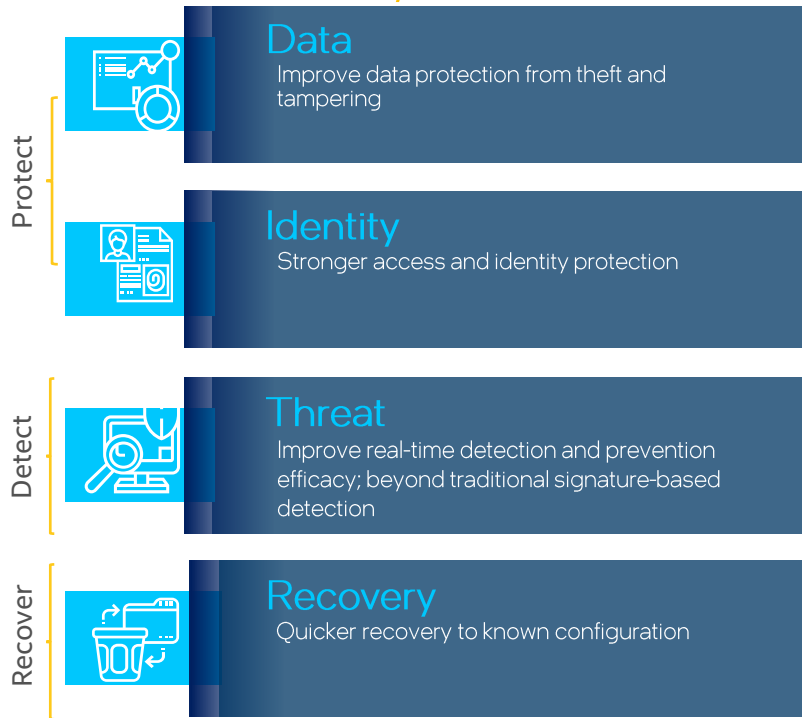 Protect
Data
Improve data protection from theft and
tampering
Identity
Stronger access and identity protection
Detect
Threat
Improve real-time detection and prevention
efficacy; beyond traditional signature-based
detection
Recover
Recovery
Quicker recovery to known configuration